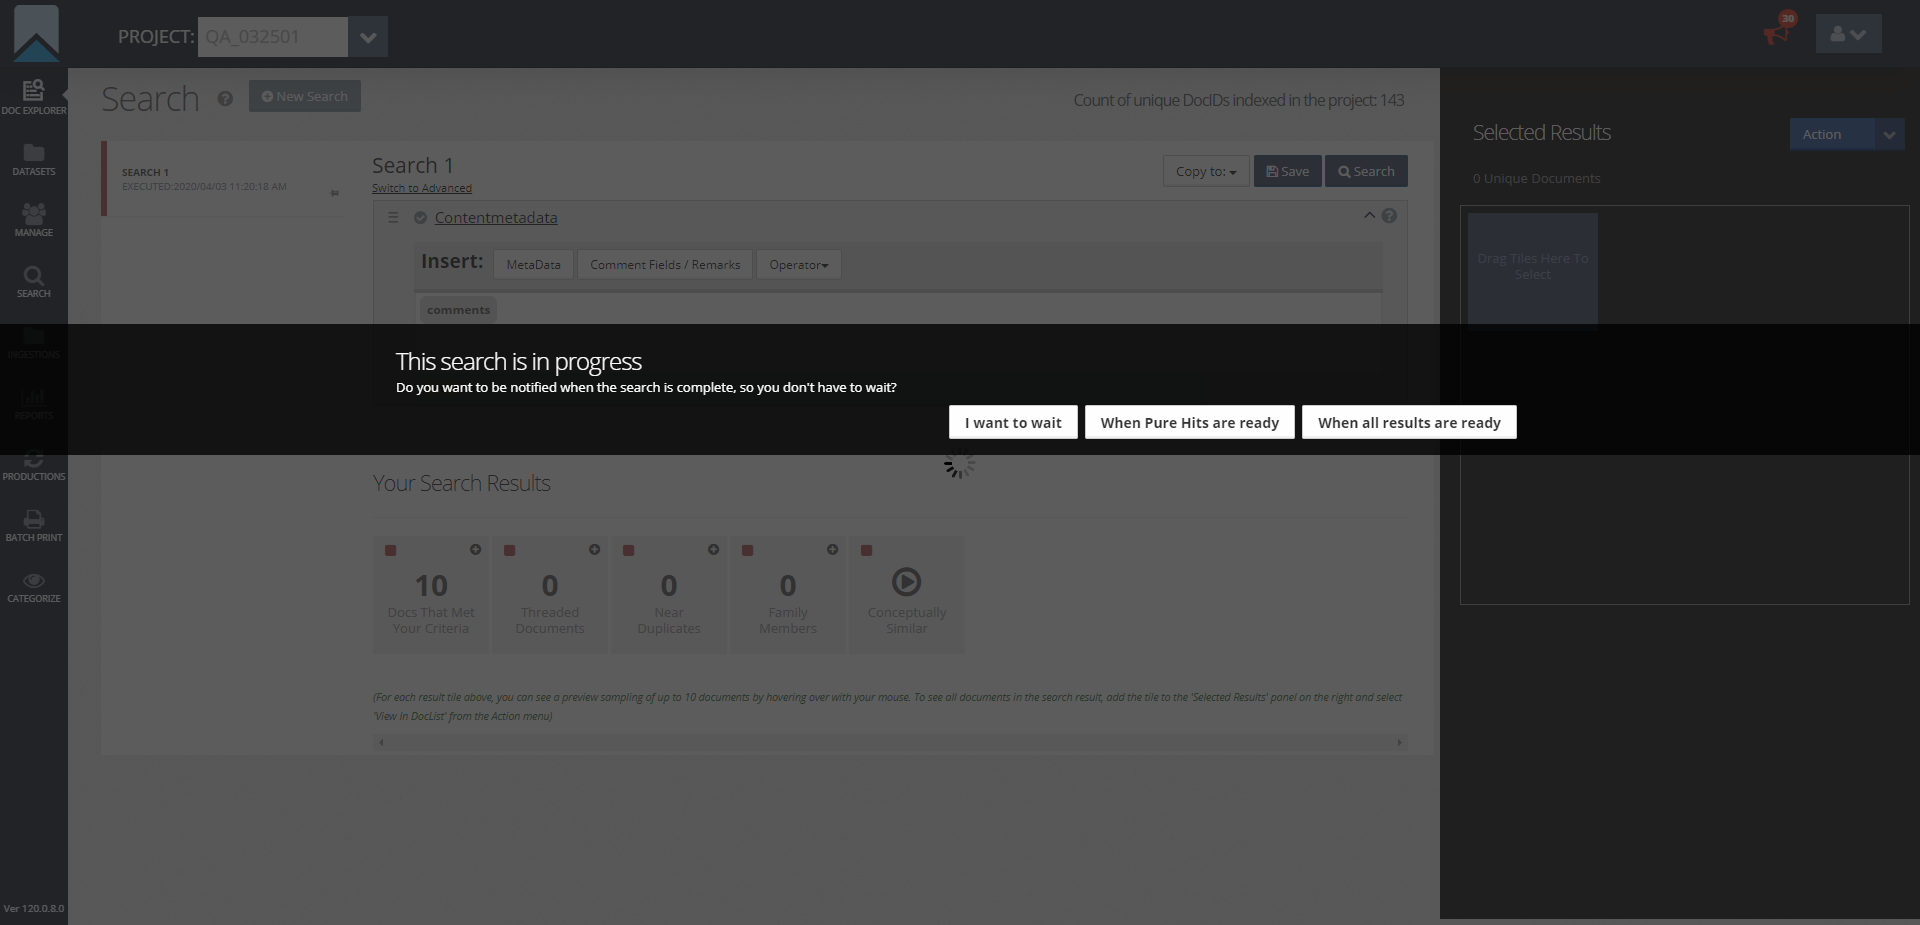 PROJECT: QA_032501
30
DOC EXPLORER
DATASETS
MANAGE
SEARCH
INGESTIONS
REPORTS
PRODUCTIONS
BATCH PRINT
CATEGORIZE
Ver 120.0.8.0
Search ? New Search
Count of unique DocIDs indexed in the project: 143
SEARCH 1
EXECUTED:2020/04/03 11:20:18 AM
Search 1
Switch to Advanced
Copy to: Save Search
Contentmetadata ?
Insert: MetaData Comment Fields / Remarks Operator
comments
This search is in progress
Do you want to be notified when the search is complete, so you don't have to wait?
I want to wait When Pure Hits are ready When all results are ready
Your Search Results
10
Docs That Met
Your Criteria
0
Threaded
Documents
0
Near
Duplicates
0
Family
Members
Conceptually
Similar
(For each result tile above, you can see a preview sampling of up to 10 documents by hovering over with your mouse. To see all documents in the search result, add the tile to the 'Selected Results' panel on the right and select
'View In DocList' from the Action menu)
Selected Results Action
0 Unique Documents
Drag Tiles Here To
Select